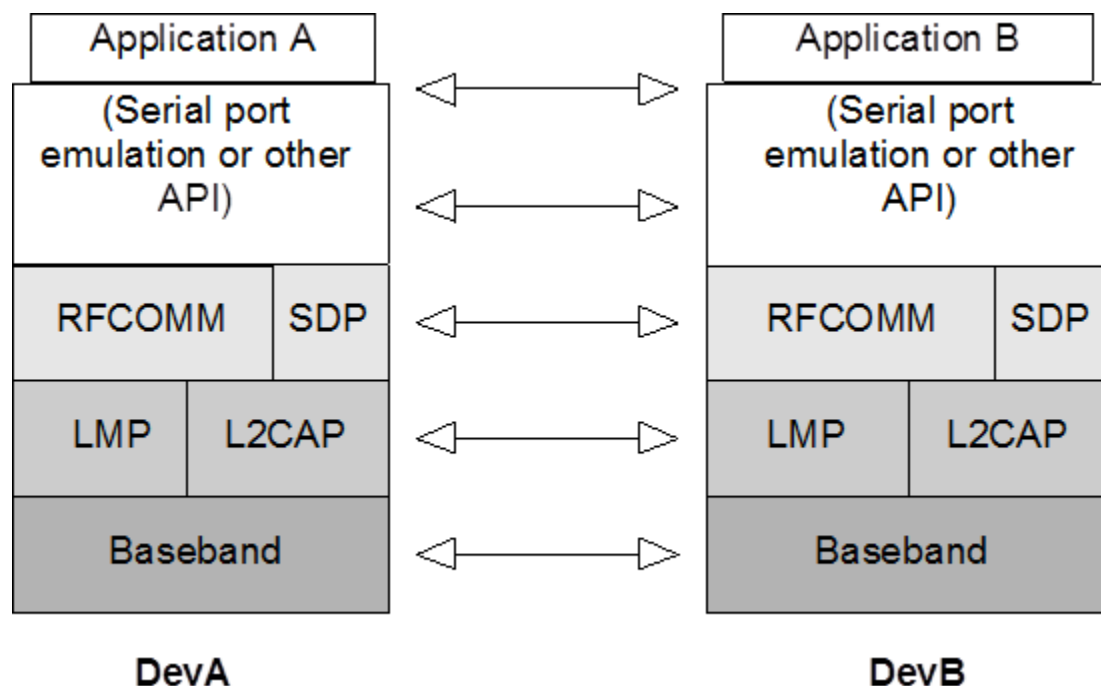 Application A
(Serial port
emulation or other
API)
RFCOMM
SDP
LMP
L2CAP
Baseband
DevA
Application B
(Serial port
emulation or other
API)
RFCOMM
SDP
LMP
L2CAP
Baseband
DevB